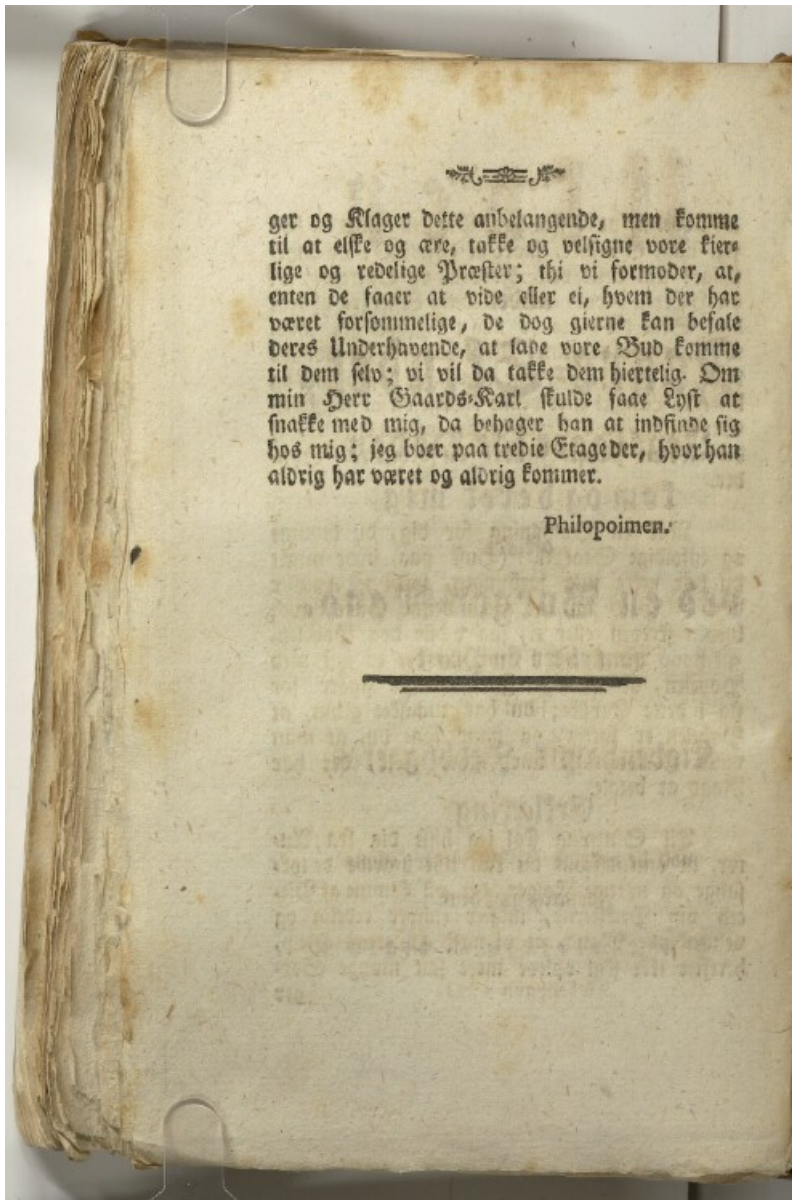 ger og Klager dette anbelangende, men komme
til at elske og ære, takke og velsigne vore kier-
lige og redelige Præster; thi vi formoder, at,
enten de faaer at vide eller ei, hvem der har
været forsommelige, de dog gierne kan befale
deres Underhavende, at lade vore Bud komme
til dem selv; vi vil da takke dem hiertelig. Om
min Herr Gaards-Karl skulde faae Lyst at
snakke med mig, da behager han at indfinde sig
hos mig; jeg boer paa tredie Etage der, hvor han
aldrig har været og aldrig kommer.
Philopoimen.